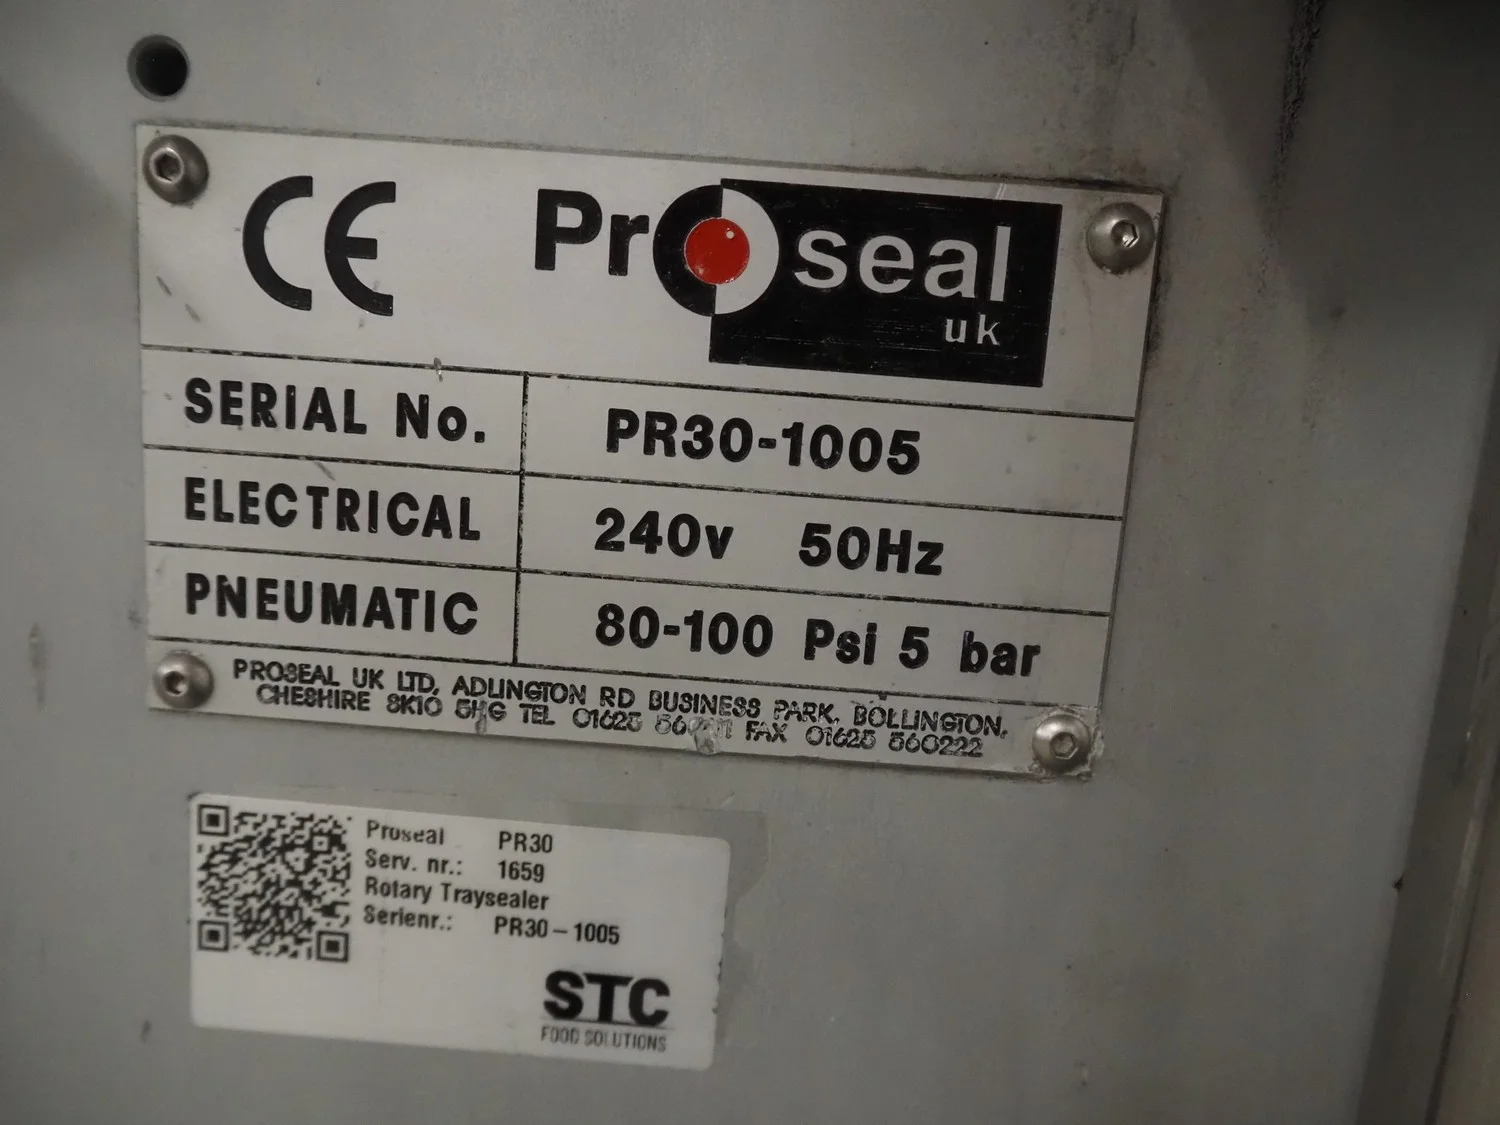 CE Proseal
uk
SERIAL No. PR30-1005
ELECTRICAL 240v 50Hz
PNEUMATIC 80-100 Psi 5 bar
PROSEAL UK LTD, ADLINGTON RD BUSINESS PARK, BOLLINGTON,
CHESHIRE SK10 TEL 01625 FAX 01625 560222
Proseal PR30
Serv. nr.: 1659
Rotary Traysealer
Serienr.: PR30-1005
STC
FOOD SOLUTIONS